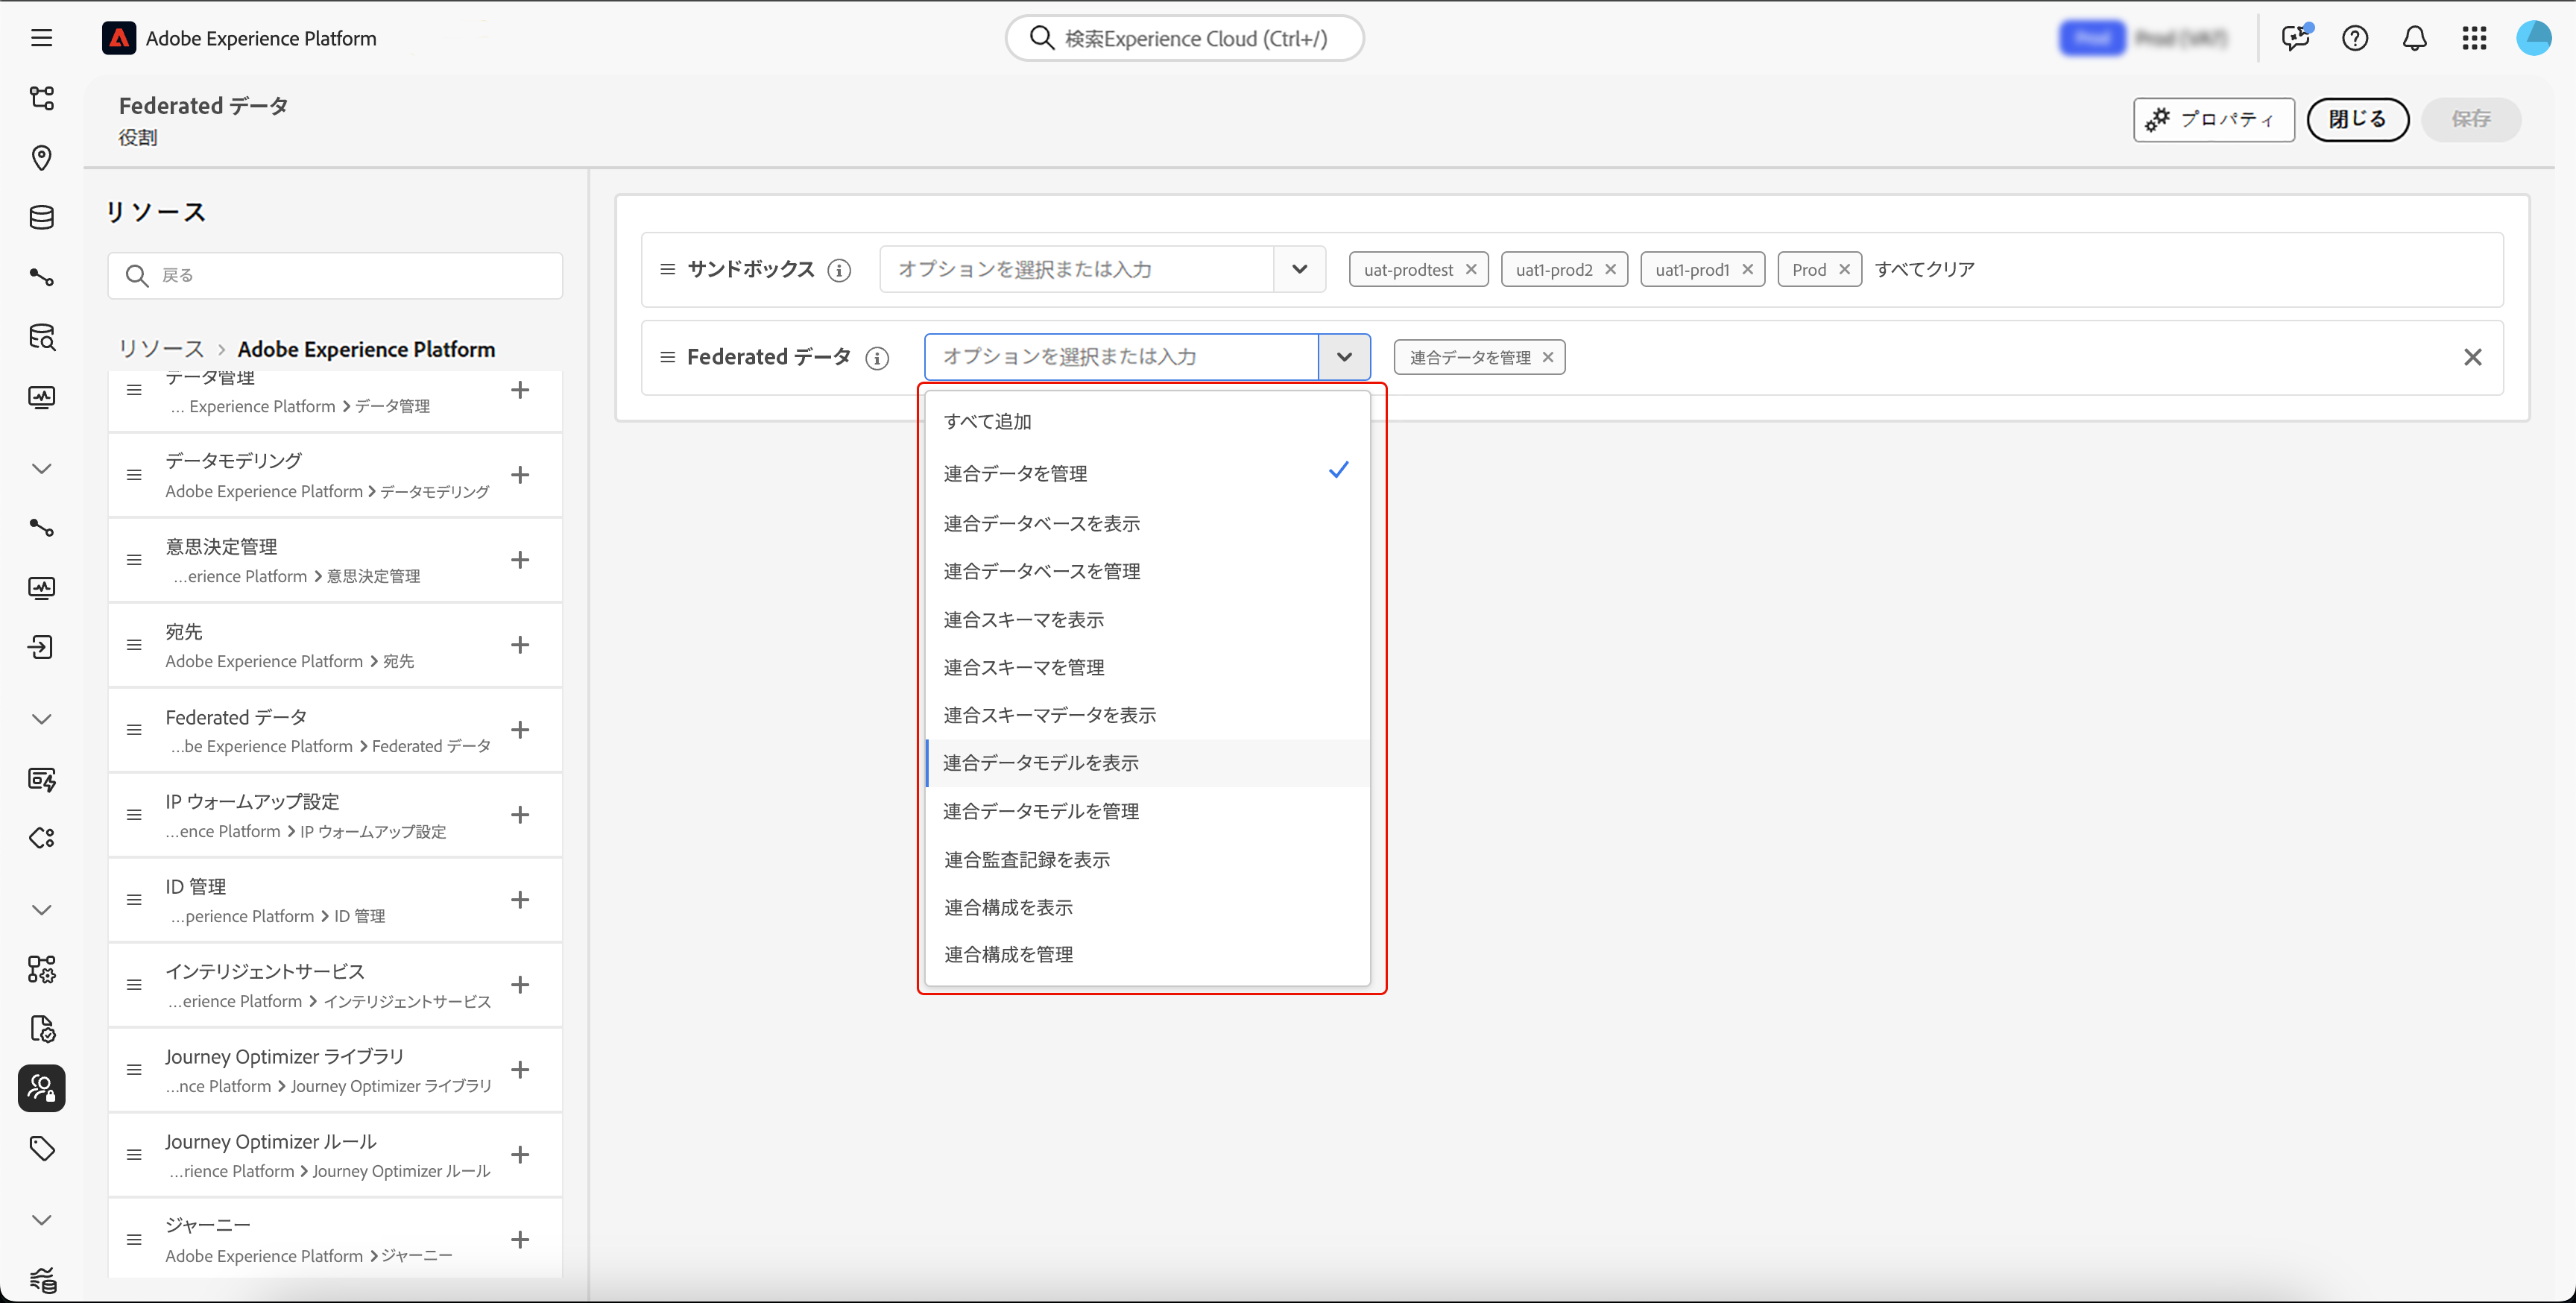 Adobe Experience Platform
検索Experience Cloud (Ctrl+/)
Federated データ
役割
プロパティ
閉じる
保存
リソース
戻る
リソース > Adobe Experience Platform
データ管理
... Experience Platform > データ管理
データモデリング
Adobe Experience Platform > データモデリング
意思決定管理
...erience Platform > 意思決定管理
宛先
Adobe Experience Platform > 宛先
Federated データ
...be Experience Platform > Federated データ
IP ウォームアップ設定
...ence Platform > IP ウォームアップ設定
ID 管理
...perience Platform > ID 管理
インテリジェントサービス
...erience Platform > インテリジェントサービス
Journey Optimizer ライブラリ
...nce Platform > Journey Optimizer ライブラリ
Journey Optimizer ルール
...rience Platform > Journey Optimizer ルール
ジャーニー
Adobe Experience Platform > ジャーニー
サンドボックス オプションを選択または入力 uat-prodtest uat1-prod2 uat1-prod1 Prod すべてクリア
Federated データ オプションを選択または入力 連合データを管理
すべて追加
連合データを管理
連合データベースを表示
連合データベースを管理
連合スキーマを表示
連合スキーマを管理
連合スキーマデータを表示
連合データモデルを表示
連合データモデルを管理
連合監査記録を表示
連合構成を表示
連合構成を管理